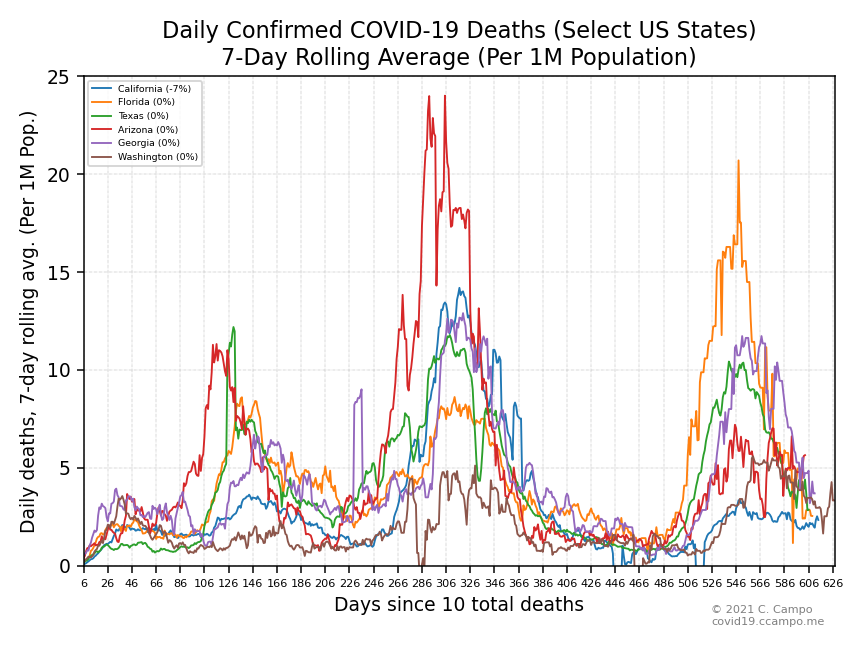 Daily Confirmed COVID-19 Deaths (Select US States)
7-Day Rolling Average (Per 1M Population)
Daily deaths, 7-day rolling avg. (Per 1M Pop.)
25
20
15
10
5
0
California (-7%)
Florida (0%)
Texas (0%)
Arizona (0%)
Georgia (0%)
Washington (0%)
6 26 46 66 86 106 126 146 166 186 206 226 246 266 286 306 326 346 366 386 406 426 446 466 486 506 526 546 566 586 606 626
Days since 10 total deaths
© 2021 C. Campo
covid19.ccampo.me